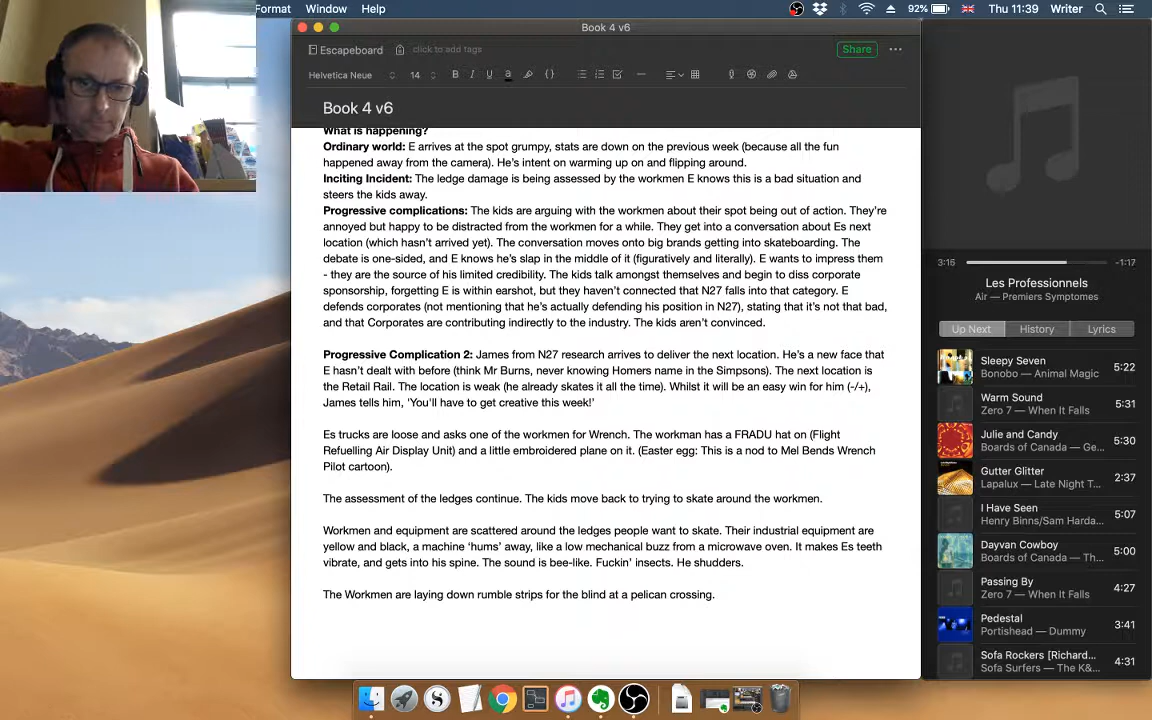 Format Window Help 92% Thu 11:39 Writer
Book 4 v6
Escapeboard click to add tags Share
Helvetica Neue 14 B I U a
Book 4 v6
What is happening?
Ordinary world: E arrives at the spot grumpy, stats are down on the previous week (because all the fun
happened away from the camera). He's intent on warming up on and flipping around.
Inciting Incident: The ledge damage is being assessed by the workmen E knows this is a bad situation and
steers the kids away.
Progressive complications: The kids are arguing with the workmen about their spot being out of action. They're
annoyed but happy to be distracted from the workmen for a while. They get into a conversation about Es next
location (which hasn't arrived yet). The conversation moves onto big brands getting into skateboarding. The
debate is one-sided, and E knows he's slap in the middle of it (figuratively and literally). E wants to impress them
- they are the source of his limited credibility. The kids talk amongst themselves and begin to diss corporate
sponsorship, forgetting E is within earshot, but they haven't connected that N27 falls into that category. E
defends corporates (not mentioning that he's actually defending his position in N27), stating that it's not that bad,
and that Corporates are contributing indirectly to the industry. The kids aren't convinced.
Progressive Complication 2: James from N27 research arrives to deliver the next location. He's a new face that
E hasn't dealt with before (think Mr Burns, never knowing Homers name in the Simpsons). The next location is
the Retail Rail. The location is weak (he already skates it all the time). Whilst it will be an easy win for him (-/+),
James tells him, 'You'll have to get creative this week!'
Es trucks are loose and asks one of the workmen for Wrench. The workman has a FRADU hat on (Flight
Refuelling Air Display Unit) and a little embroidered plane on it. (Easter egg: This is a nod to Mel Bends Wrench
Pilot cartoon).
The assessment of the ledges continue. The kids move back to trying to skate around the workmen.
Workmen and equipment are scattered around the ledges people want to skate. Their industrial equipment are
yellow and black, a machine 'hums' away, like a low mechanical buzz from a microwave oven. It makes Es teeth
vibrate, and gets into his spine. The sound is bee-like. Fuckin' insects. He shudders.
The Workmen are laying down rumble strips for the blind at a pelican crossing.
3:15 -1:17
Les Professionnels
Air — Premiers Symptomes
Up Next History Lyrics
Sleepy Seven
Bonobo — Animal Magic
5:22
Warm Sound
Zero 7 — When It Falls
5:31
Julie and Candy
Boards of Canada — Ge...
5:30
Gutter Glitter
Lapalux — Late Night T...
2:37
I Have Seen
Henry Binns/Sam Harda...
5:07
Dayvan Cowboy
Boards of Canada — Th...
5:00
Passing By
Zero 7 — When It Falls
4:27
Pedestal
Portishead — Dummy
3:41
Sofa Rockers [Richard...
Sofa Surfers — The K&...
4:31